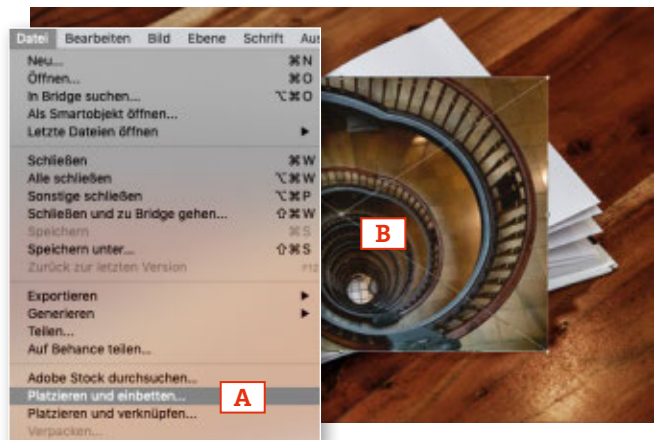 Datei Bearbeiten Bild Ebene Schrift Aus
Neu... ⌘N
Öffnen... ⌘O
In Bridge suchen... ⌥⌘O
Als Smartobjekt öffnen...
Letzte Dateien öffnen ▶
Schließen ⌘W
Alle schließen ⌥⌘W
Sonstige schließen ⌥⌘P
Schließen und zu Bridge gehen... ⇧⌘W
Speichern ⌘S
Speichern unter... ⇧⌘S
Zurück zur letzten Version F12
Exportieren ▶
Generieren ▶
Teilen...
Auf Behance teilen...
Adobe Stock durchsuchen...
Platzieren und einbetten... A
Platzieren und verknüpfen...
Verpacken...
B